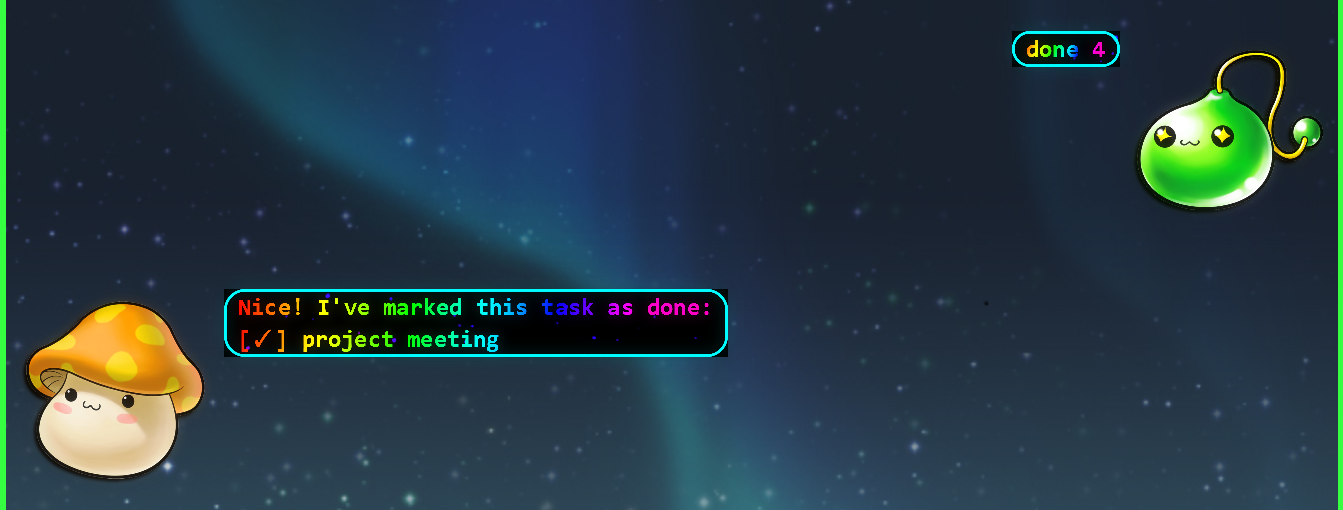 done 4
Nice! I've marked this task as done:
[✓] project meeting